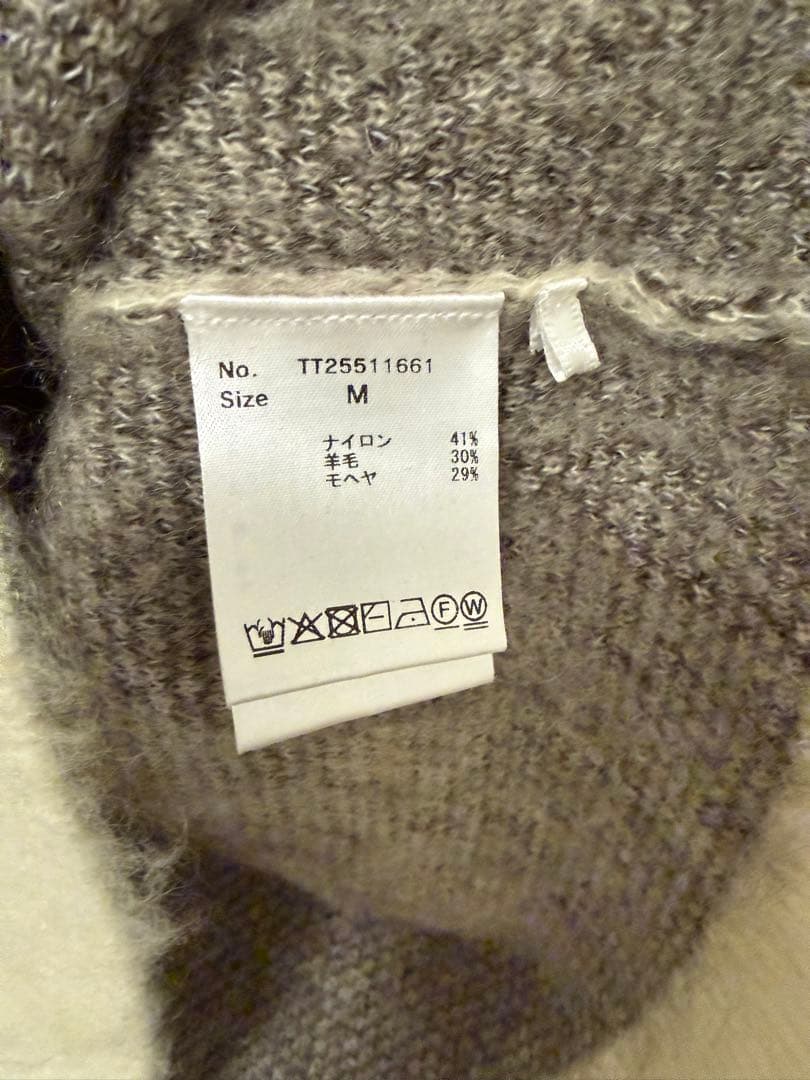 No. TT25511661
Size M
ナイロン 41%
羊毛 30%
モヘヤ 29%
F W